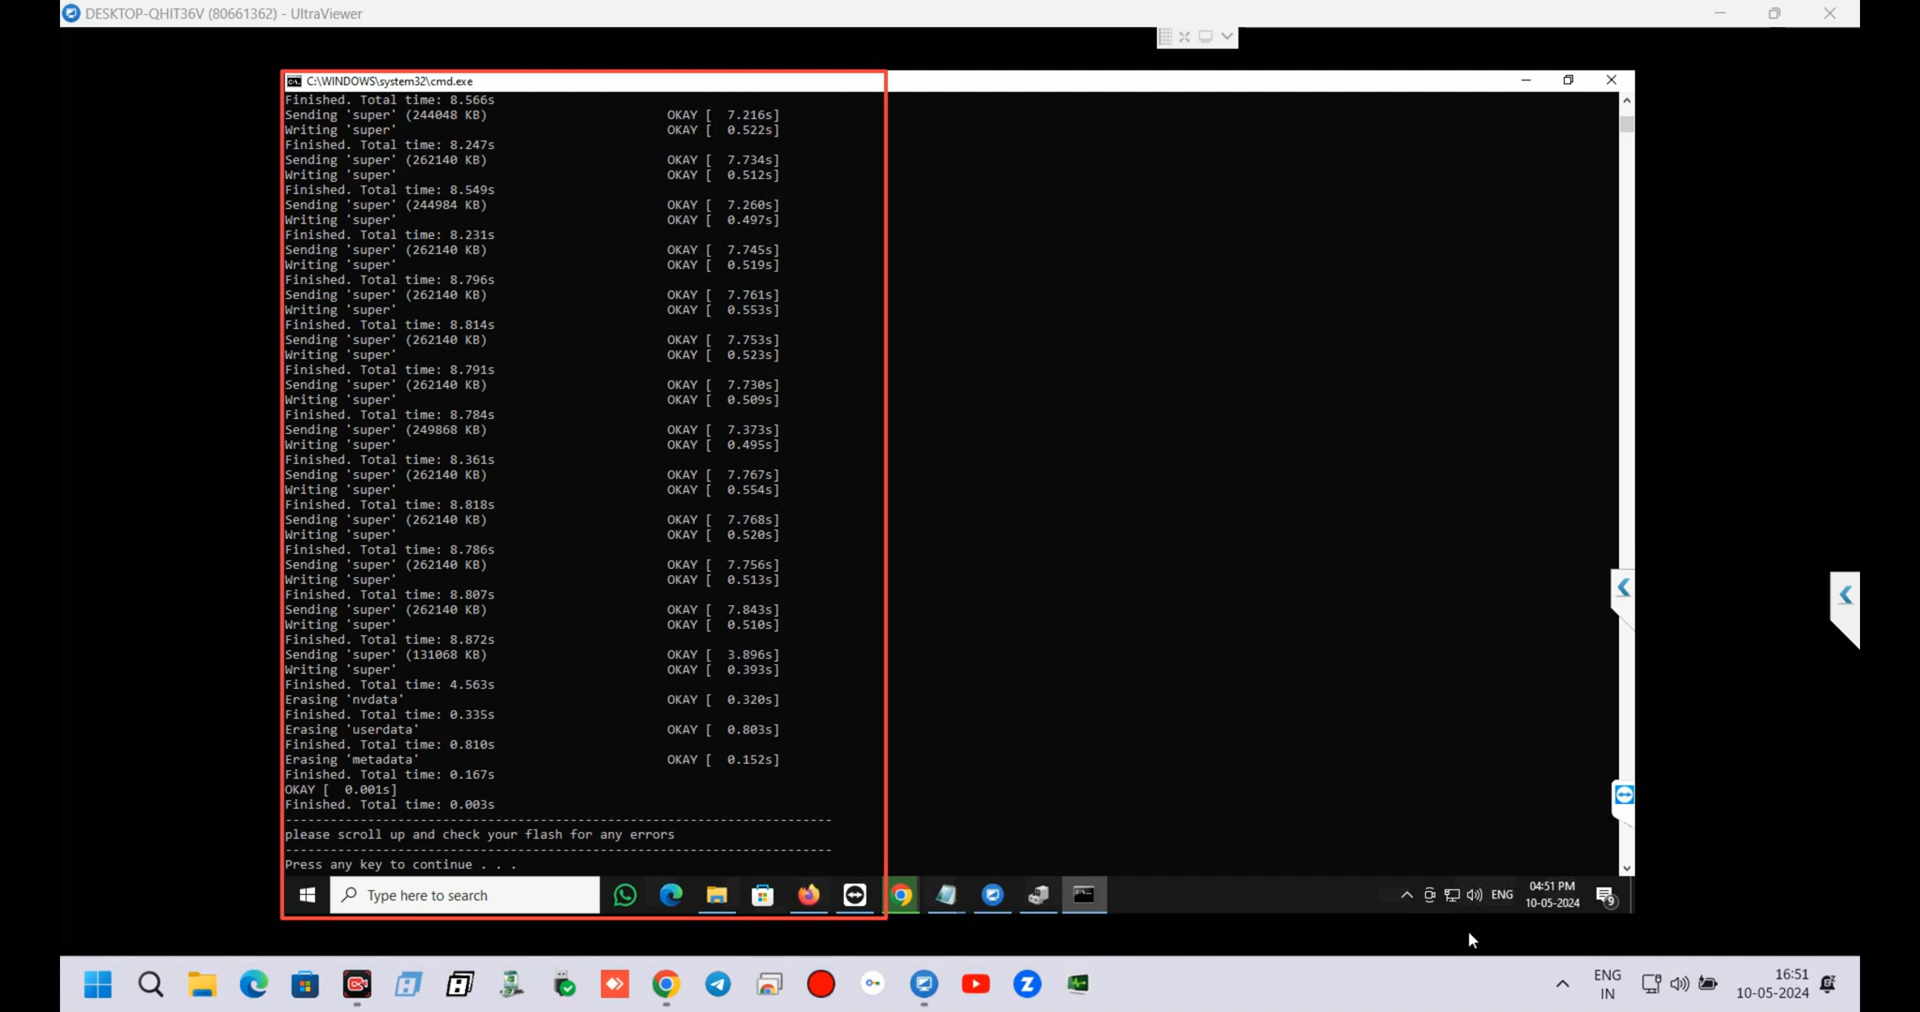 DESKTOP-QHIT36V (80661362) - UltraViewer
C:\WINDOWS\system32\cmd.exe
Finished. Total time: 8.566s
Sending 'super' (244048 KB) OKAY [ 7.216s]
Writing 'super' OKAY [ 0.522s]
Finished. Total time: 8.247s
Sending 'super' (262140 KB) OKAY [ 7.734s]
Writing 'super' OKAY [ 0.512s]
Finished. Total time: 8.549s
Sending 'super' (244984 KB) OKAY [ 7.260s]
Writing 'super' OKAY [ 0.497s]
Finished. Total time: 8.231s
Sending 'super' (262140 KB) OKAY [ 7.745s]
Writing 'super' OKAY [ 0.519s]
Finished. Total time: 8.796s
Sending 'super' (262140 KB) OKAY [ 7.761s]
Writing 'super' OKAY [ 0.553s]
Finished. Total time: 8.814s
Sending 'super' (262140 KB) OKAY [ 7.753s]
Writing 'super' OKAY [ 0.523s]
Finished. Total time: 8.791s
Sending 'super' (262140 KB) OKAY [ 7.730s]
Writing 'super' OKAY [ 0.509s]
Finished. Total time: 8.784s
Sending 'super' (249868 KB) OKAY [ 7.373s]
Writing 'super' OKAY [ 0.495s]
Finished. Total time: 8.361s
Sending 'super' (262140 KB) OKAY [ 7.767s]
Writing 'super' OKAY [ 0.554s]
Finished. Total time: 8.818s
Sending 'super' (262140 KB) OKAY [ 7.768s]
Writing 'super' OKAY [ 0.520s]
Finished. Total time: 8.786s
Sending 'super' (262140 KB) OKAY [ 7.756s]
Writing 'super' OKAY [ 0.513s]
Finished. Total time: 8.807s
Sending 'super' (262140 KB) OKAY [ 7.843s]
Writing 'super' OKAY [ 0.510s]
Finished. Total time: 8.872s
Sending 'super' (131068 KB) OKAY [ 3.896s]
Writing 'super' OKAY [ 0.393s]
Finished. Total time: 4.563s
Erasing 'nvdata' OKAY [ 0.320s]
Finished. Total time: 0.335s
Erasing 'userdata' OKAY [ 0.803s]
Finished. Total time: 0.810s
Erasing 'metadata' OKAY [ 0.152s]
Finished. Total time: 0.167s
OKAY [ 0.001s]
Finished. Total time: 0.003s
-------------------------------------------------------------------------
please scroll up and check your flash for any errors
-------------------------------------------------------------------------
Press any key to continue . . .
Type here to search
ENG
04:51 PM
10-05-2024
9
ENG
IN
16:51
10-05-2024